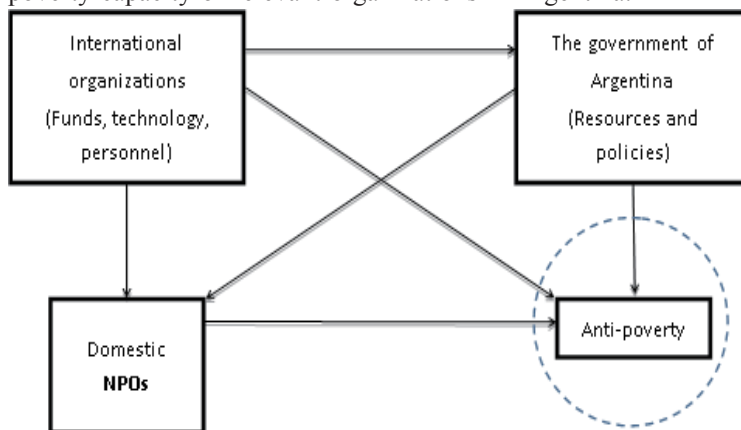 International
organizations
(Funds, technology,
personnel)
The government of
Argentina
(Resources and
policies)
Domestic
NPOs
Anti-poverty